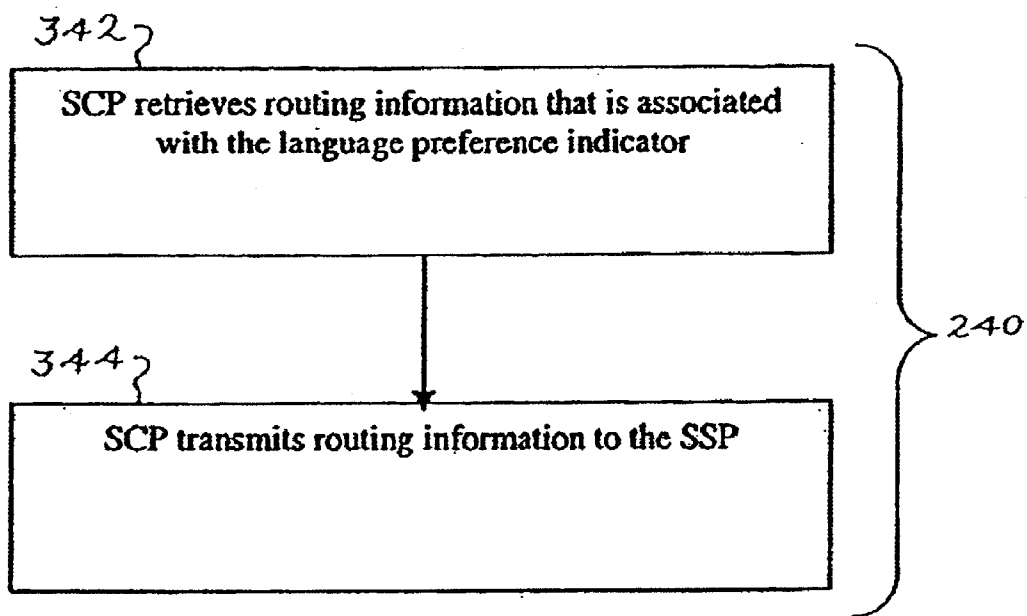 342
SCP retrieves routing information that is associated
with the language preference indicator
240
344
SCP transmits routing information to the SSP